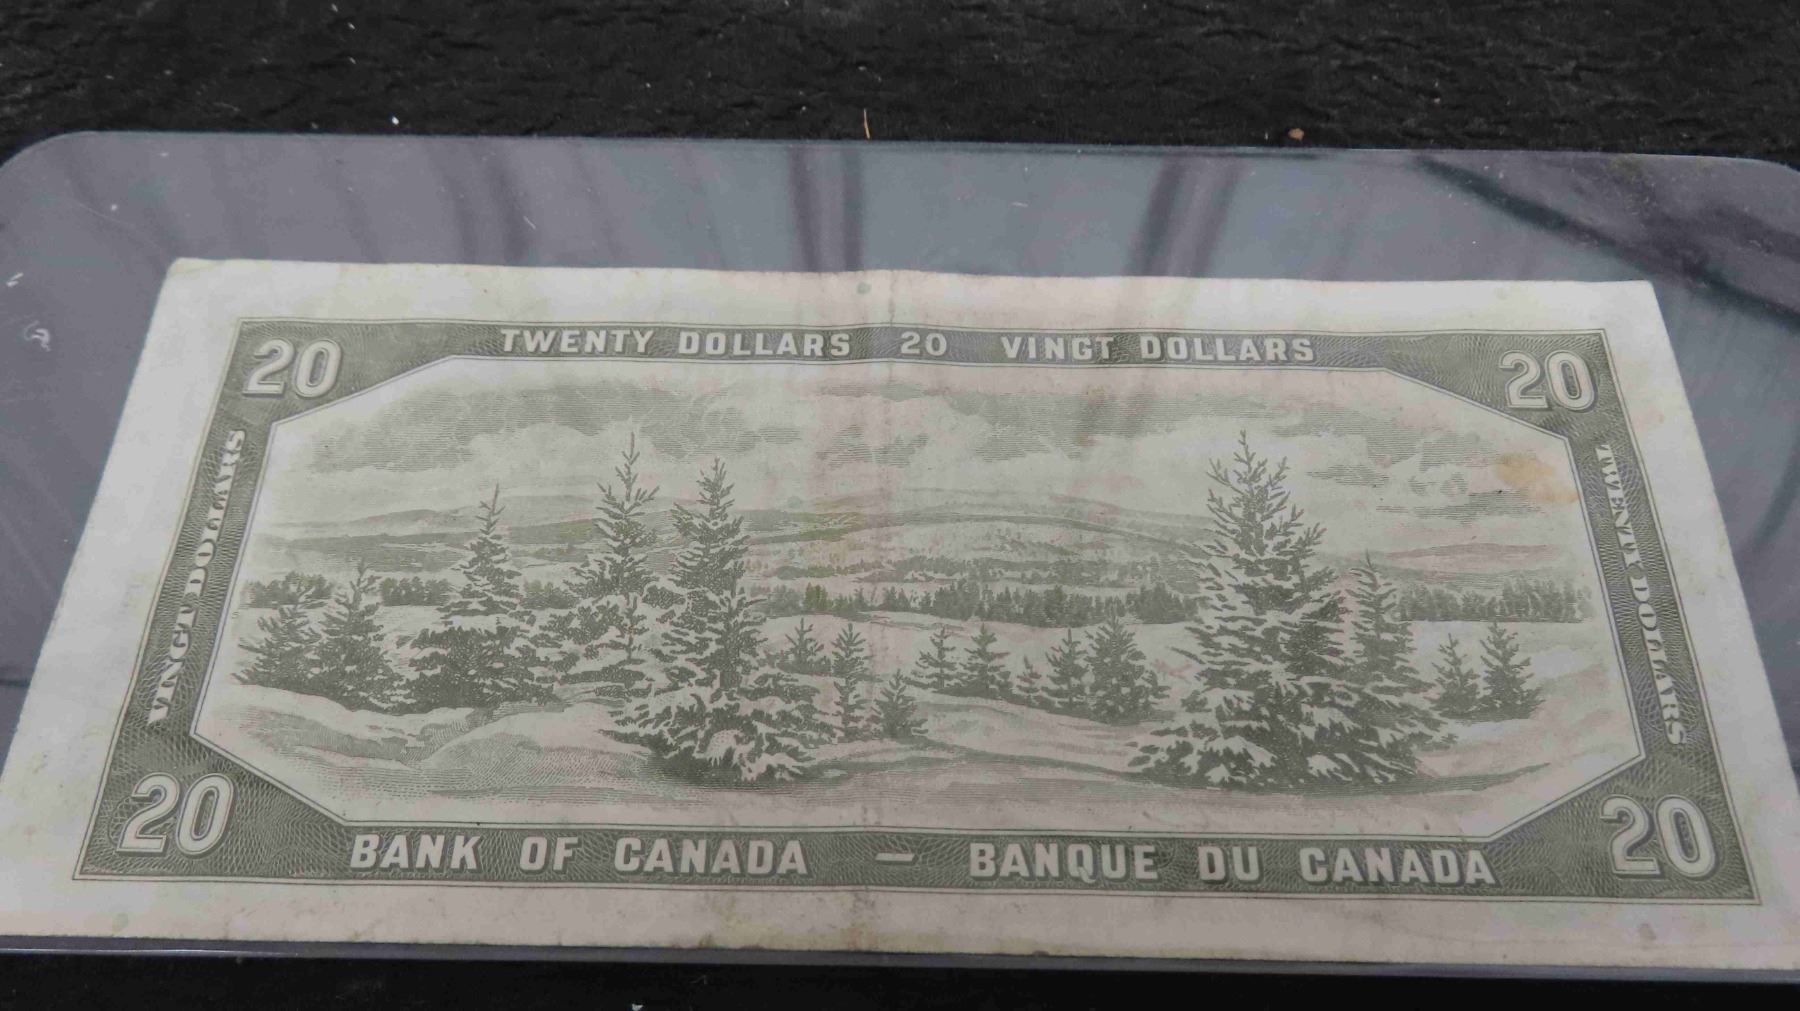 TWENTY DOLLARS 20 VINGT DOLLARS
20
20
VINGT DOLLARS
TWENTY DOLLARS
20
20
BANK OF CANADA — BANQUE DU CANADA